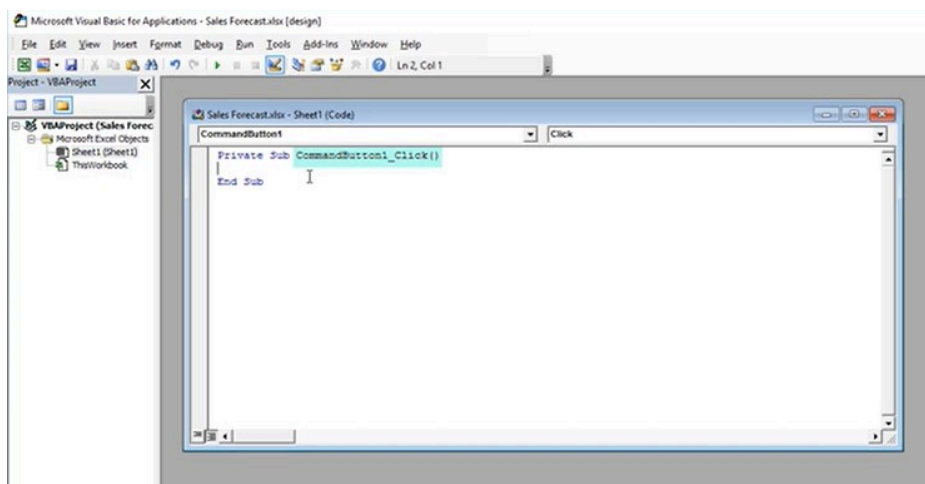 Microsoft Visual Basic for Applications - Sales Forecast.xlsx [design]
File Edit View Insert Format Debug Run Tools Add-Ins Window Help
Ln 2, Col 1
Project - VBAProject
Sales Forecast.xlsx - Sheet1 (Code)
CommandButton1 Click
VBAProject (Sales Forec
Microsoft Excel Objects
Sheet1 (Sheet1)
ThisWorkbook
Private Sub CommandButton1_Click()
End Sub